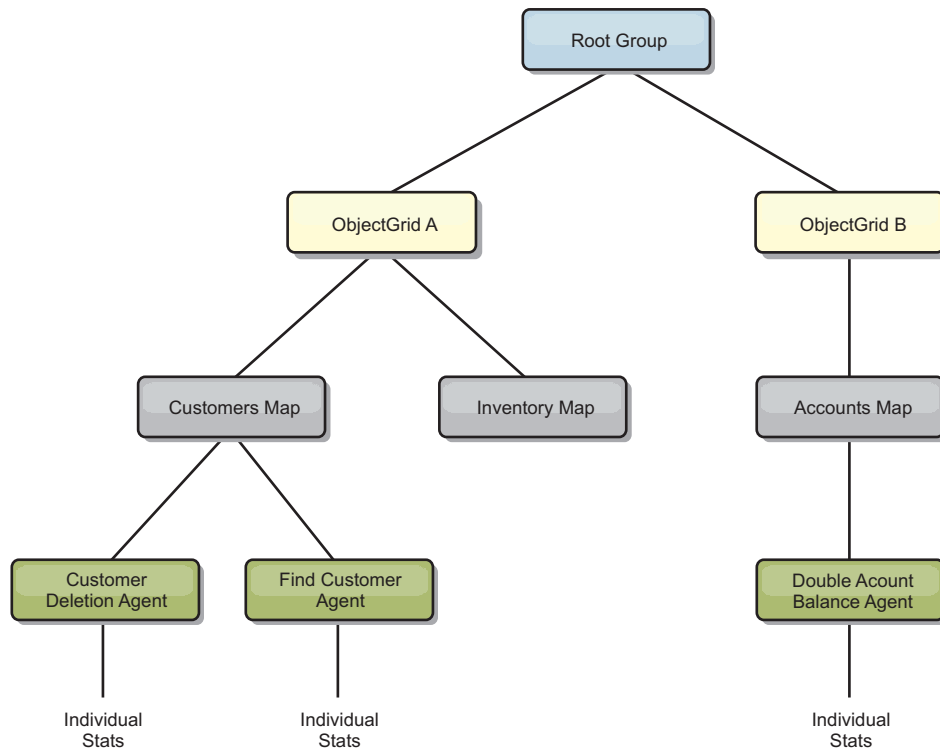 Root Group
ObjectGrid A
ObjectGrid B
Customers Map
Inventory Map
Accounts Map
Customer
Deletion Agent
Find Customer
Agent
Double Acount
Balance Agent
Individual
Stats
Individual
Stats
Individual
Stats